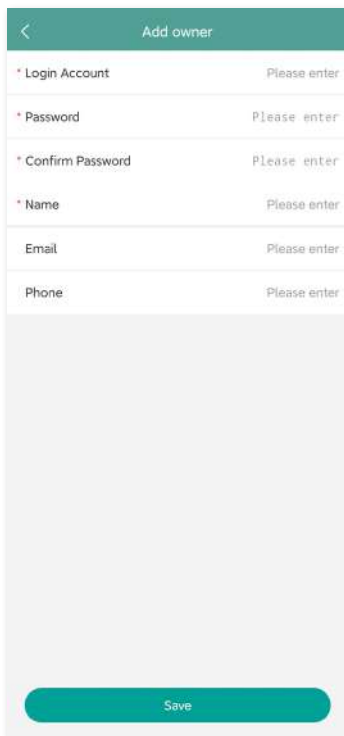 Add owner
* Login Account Please enter
* Password Please enter
* Confirm Password Please enter
* Name Please enter
Email Please enter
Phone Please enter
Save